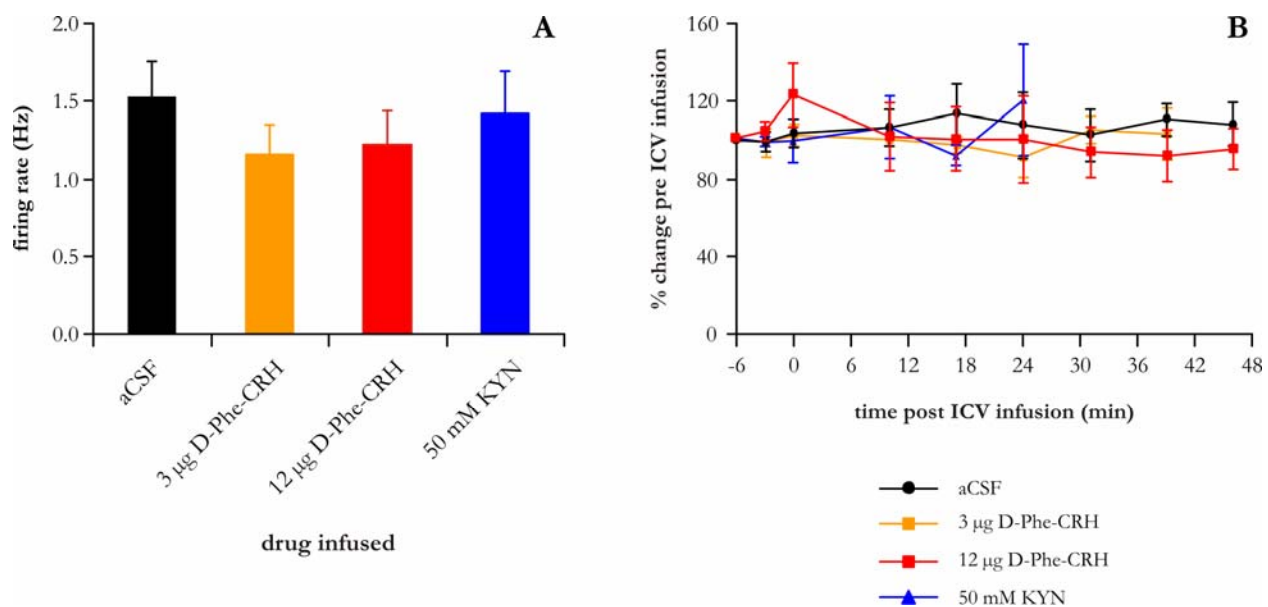 A
firing rate (Hz)
2.0
1.5
1.0
0.5
0.0
aCSF
3 μg D-Phe-CRH
12 μg D-Phe-CRH
50 mM KYN
drug infused
B
% change pre ICV infusion
160
120
80
40
0
-6 0 6 12 18 24 30 36 42 48
time post ICV infusion (min)
aCSF
3 μg D-Phe-CRH
12 μg D-Phe-CRH
50 mM KYN